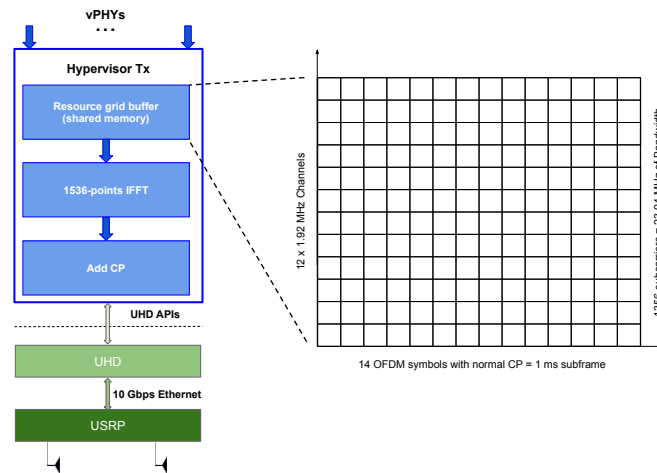 vPHYs
...
Hypervisor Tx
Resource grid buffer
(shared memory)
1536-points IFFT
Add CP
UHD APIs
UHD
10 Gbps Ethernet
USRP
12 x 1.92 MHz Channels
14 OFDM symbols with normal CP = 1 ms subframe